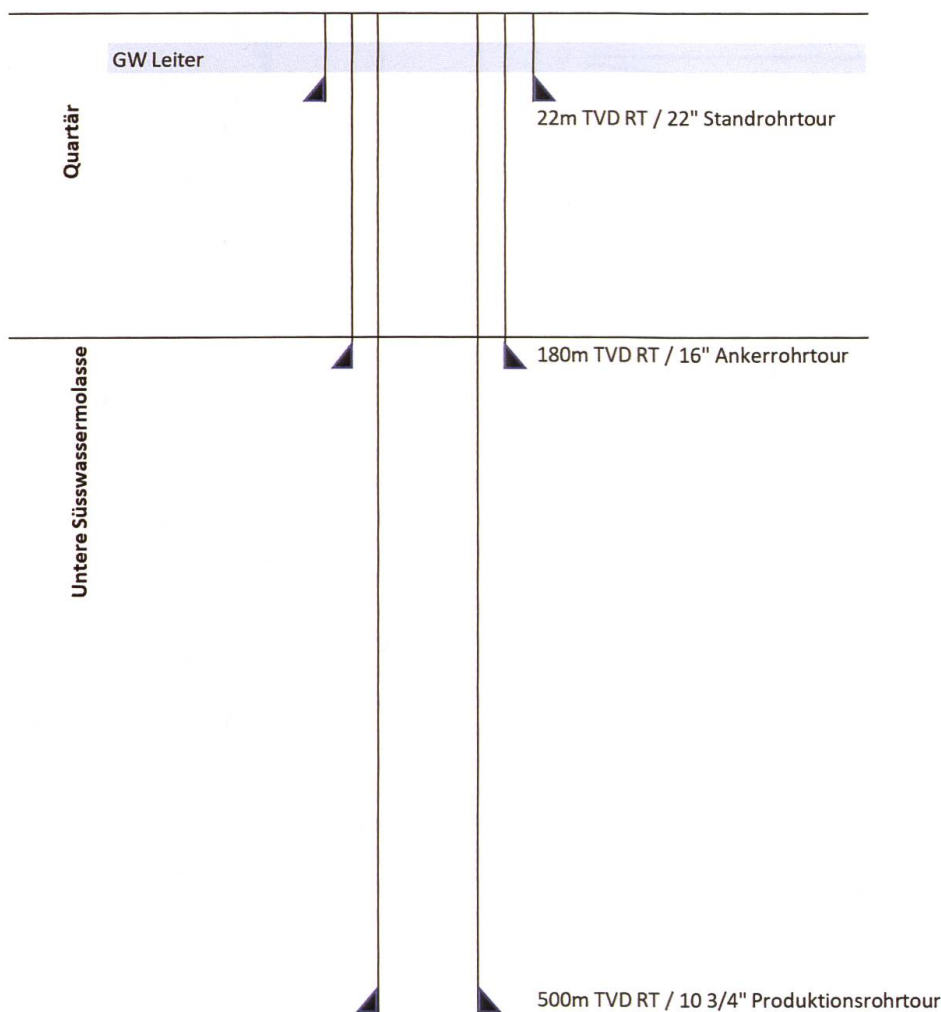 GW Leiter
22m TVD RT / 22" Standrohrtour
Quartär
180m TVD RT / 16" Ankerrohrtour
Untere Süsswassermolasse
500m TVD RT / 10 3/4" Produktionsrohrtour